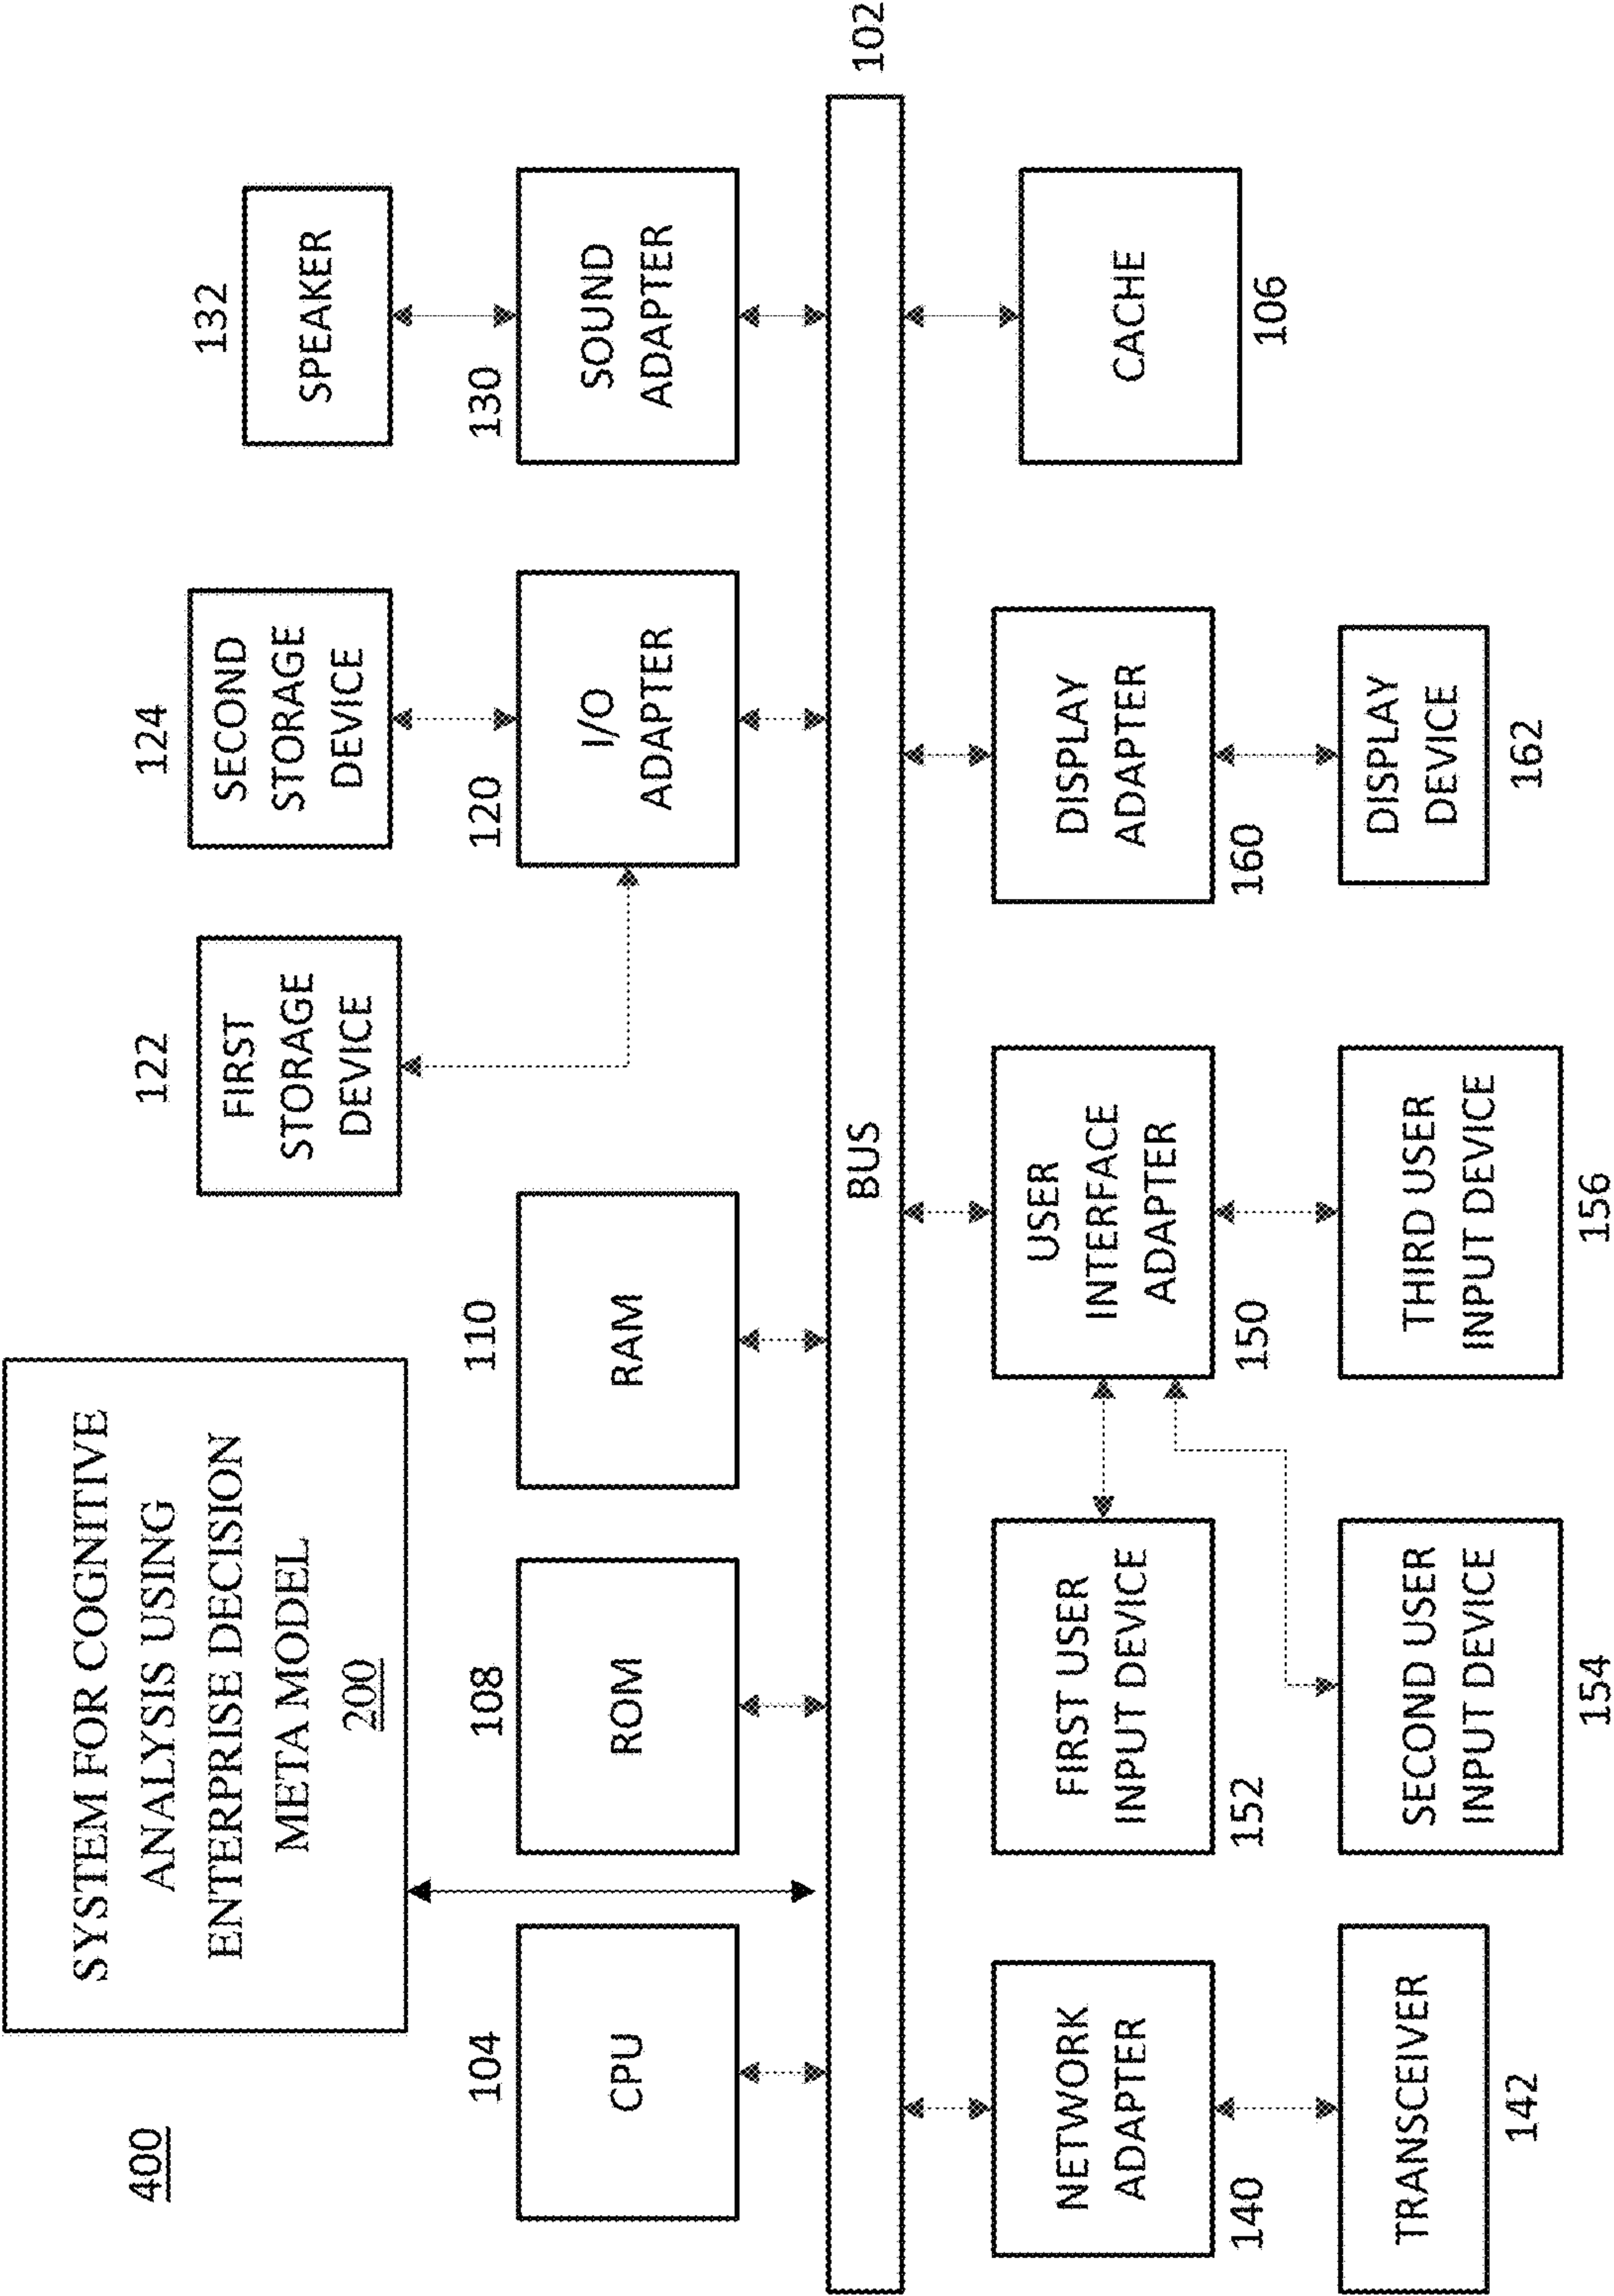 400
SYSTEM FOR COGNITIVE
ANALYSIS USING
ENTERPRISE DECISION
META MODEL
200
122
FIRST
STORAGE
DEVICE
124
SECOND
STORAGE
DEVICE
132
SPEAKER
104
CPU
108
ROM
110
RAM
120
I/O
ADAPTER
130
SOUND
ADAPTER
BUS
102
NETWORK
ADAPTER
140
FIRST USER
INPUT DEVICE
152
USER
INTERFACE
ADAPTER
150
DISPLAY
ADAPTER
160
CACHE
106
TRANSCEIVER
142
SECOND USER
INPUT DEVICE
154
THIRD USER
INPUT DEVICE
156
DISPLAY
DEVICE
162